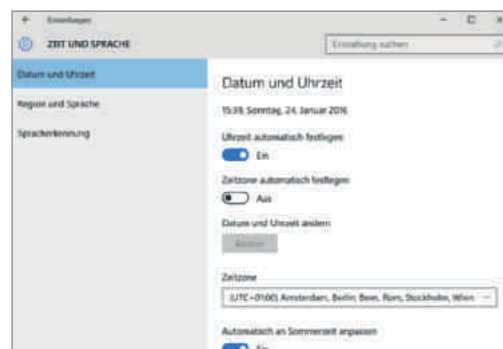 Einstellungen
ZEIT UND SPRACHE
Einstellung suchen
Datum und Uhrzeit
Region und Sprache
Spracherkennung
Datum und Uhrzeit
15:39, Sonntag, 24. Januar 2016
Uhrzeit automatisch festlegen
Ein
Zeitzone automatisch festlegen
Aus
Datum und Uhrzeit ändern
Ändern
Zeitzone
(UTC+01:00) Amsterdam, Berlin, Bern, Rom, Stockholm, Wien
Automatisch an Sommerzeit anpassen
Ein